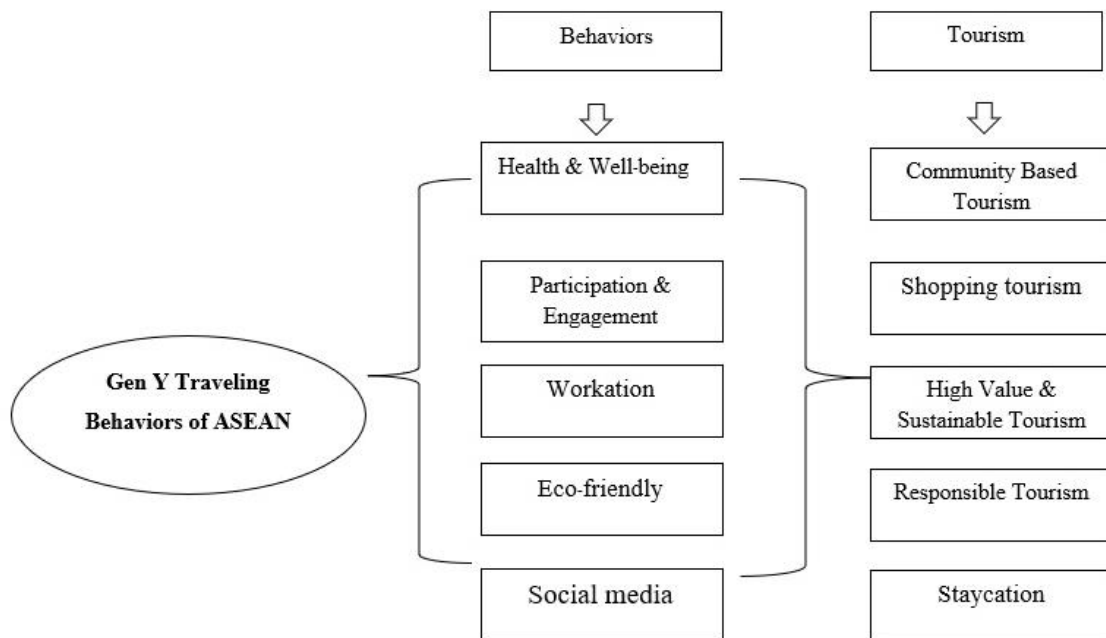 Behaviors
Tourism
Health & Well-being
Community Based
Tourism
Participation &
Engagement
Shopping tourism
Gen Y Traveling
Behaviors of ASEAN
Workation
High Value &
Sustainable Tourism
Eco-friendly
Responsible Tourism
Social media
Staycation